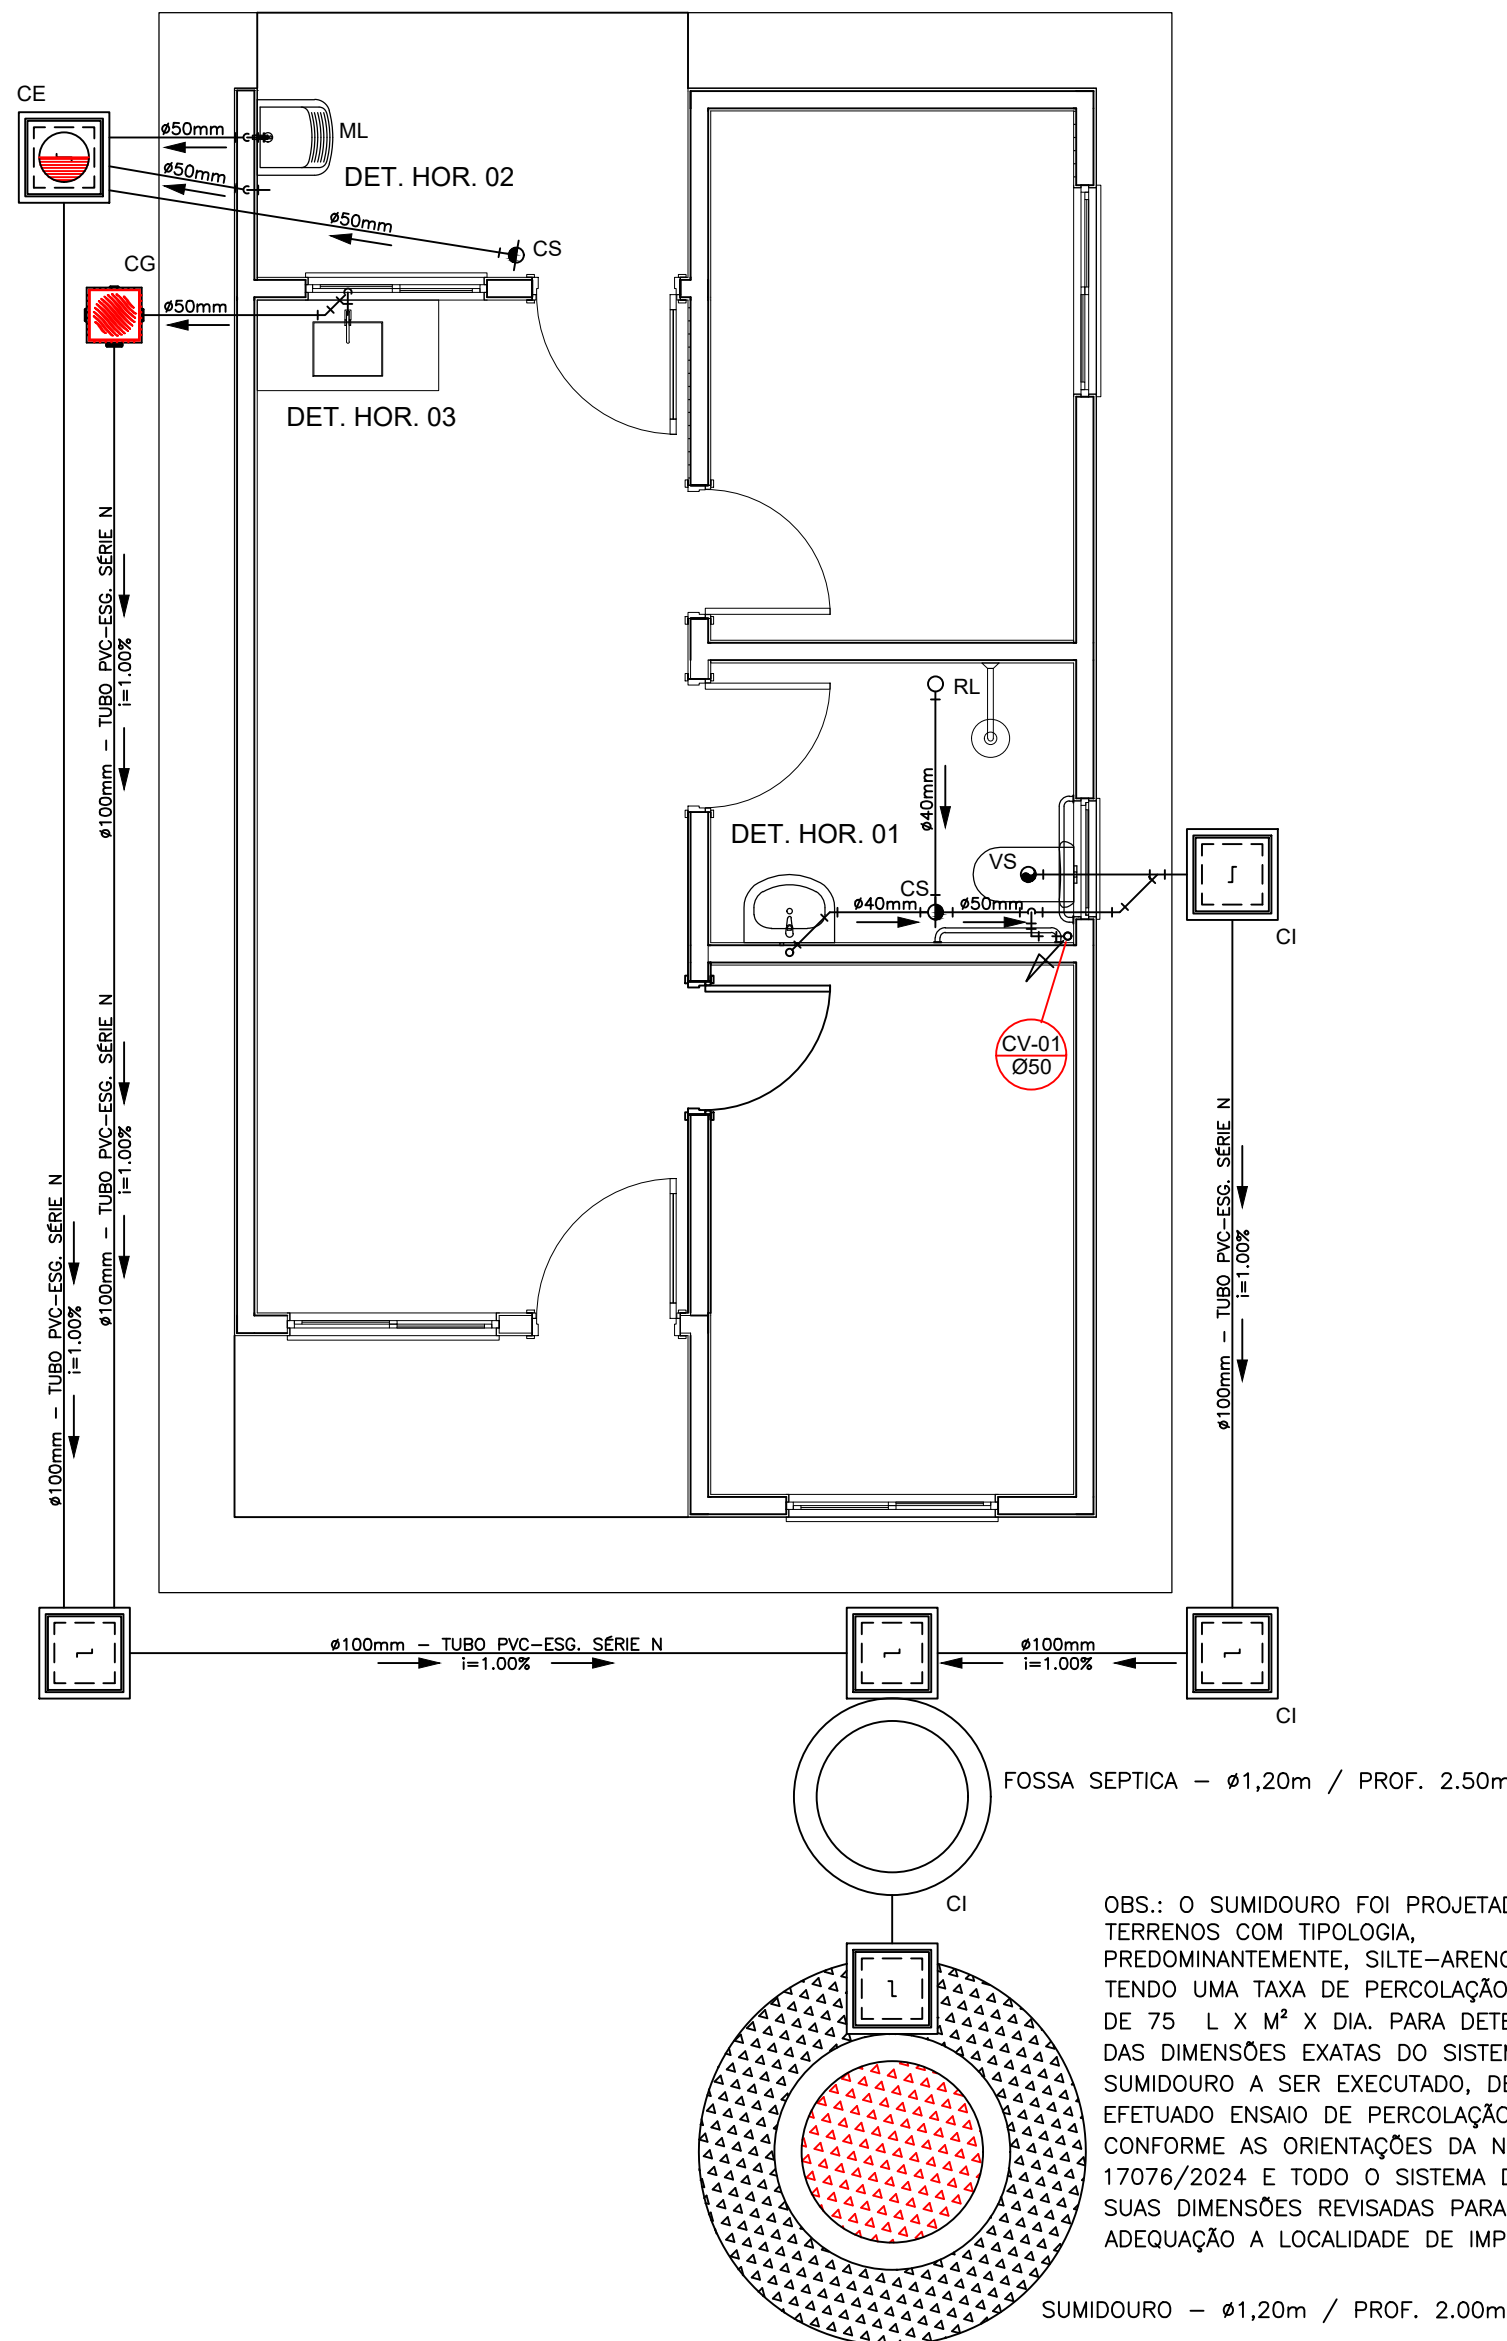 CE
ø50mm
ML
DET. HOR. 02
ø50mm
ø50mm
CS
CG
ø50mm
DET. HOR. 03
ø100mm – TUBO PVC–ESG. SÉRIE N
i=1.00%
RL
ø40mm
DET. HOR. 01
VS
CS
ø40mm
ø50mm
CI
CV-01
Ø50
ø100mm – TUBO PVC–ESG. SÉRIE N
i=1.00%
ø100mm – TUBO PVC–ESG. SÉRIE N
i=1.00%
ø100mm – TUBO PVC–ESG. SÉRIE N
i=1.00%
ø100mm – TUBO PVC–ESG. SÉRIE N
i=1.00%
ø100mm
i=1.00%
CI
FOSSA SEPTICA – ø1,20m / PROF. 2.50m
CI
OBS.: O SUMIDOURO FOI PROJETAD
TERRENOS COM TIPOLOGIA,
PREDOMINANTEMENTE, SILTE–ARENO
TENDO UMA TAXA DE PERCOLAÇÃO
DE 75 L X M² X DIA. PARA DETE
DAS DIMENSÕES EXATAS DO SISTEM
SUMIDOURO A SER EXECUTADO, DE
EFETUADO ENSAIO DE PERCOLAÇÃO
CONFORME AS ORIENTAÇÕES DA N
17076/2024 E TODO O SISTEMA D
SUAS DIMENSÕES REVISADAS PARA
ADEQUAÇÃO A LOCALIDADE DE IMP
SUMIDOURO – ø1,20m / PROF. 2.00m